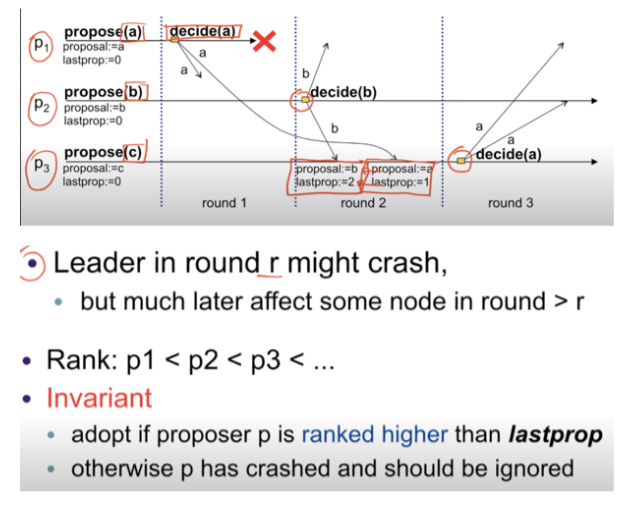 p1
propose(a)
proposal:=a
lastprop:=0
decide(a)
a
a
p2
propose(b)
proposal:=b
lastprop:=0
b
decide(b)
b
p3
propose(c)
proposal:=c
lastprop:=0
proposal:=b
lastprop:=2
proposal:=a
lastprop:=1
a
a
decide(a)
round 1
round 2
round 3
• Leader in round r might crash,
• but much later affect some node in round > r
• Rank: p1 < p2 < p3 < ...
• Invariant
• adopt if proposer p is ranked higher than lastprop
• otherwise p has crashed and should be ignored